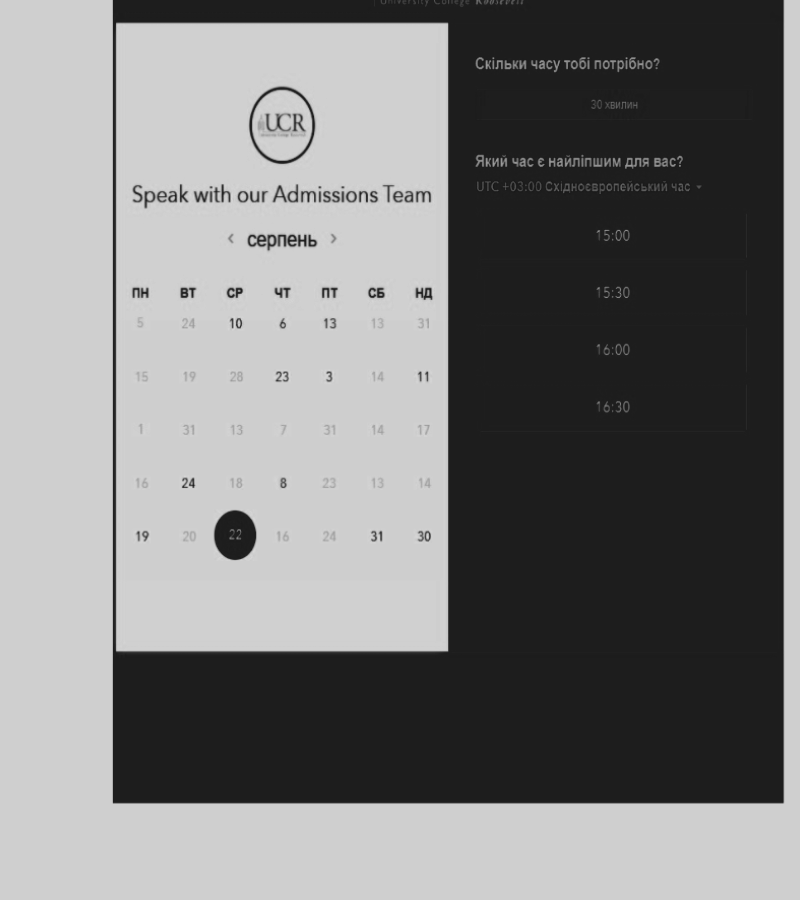 University College Roosevelt
UCR
Speak with our Admissions Team
серпень
ПН ВТ СР ЧТ ПТ СБ НД
5 24 10 6 13 13 31
15 19 28 23 3 14 11
1 31 13 7 31 14 17
16 24 18 8 23 13 14
19 20 22 16 24 31 30
Скільки часу тобі потрібно?
30 хвилин
Який час є найліпшим для вас?
UTC +03:00 Східноєвропейський час
15:00
15:30
16:00
16:30